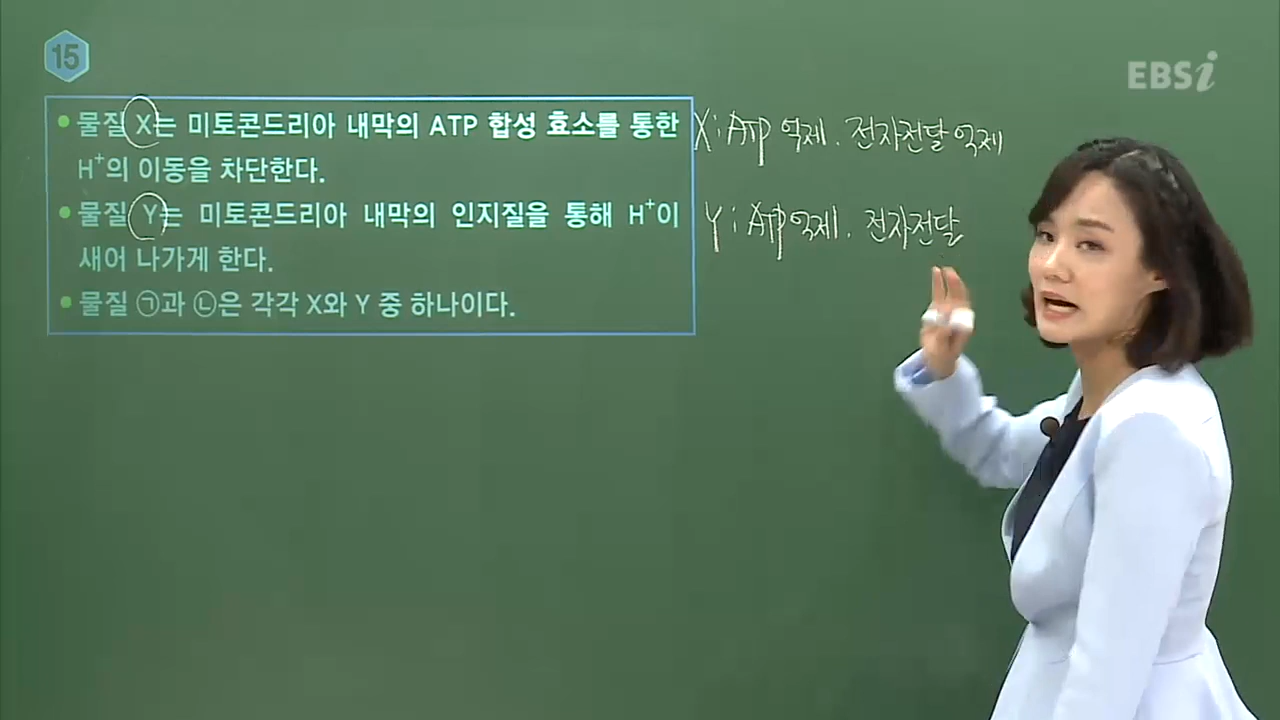 15
EBSi
• 물질 X는 미토콘드리아 내막의 ATP 합성 효소를 통한
H⁺의 이동을 차단한다.
• 물질 Y는 미토콘드리아 내막의 인지질을 통해 H⁺이
새어 나가게 한다.
• 물질 ㉠과 ㉡은 각각 X와 Y 중 하나이다.
X : ATP 억제. 전자전달 억제
Y : ATP 억제. 전자전달